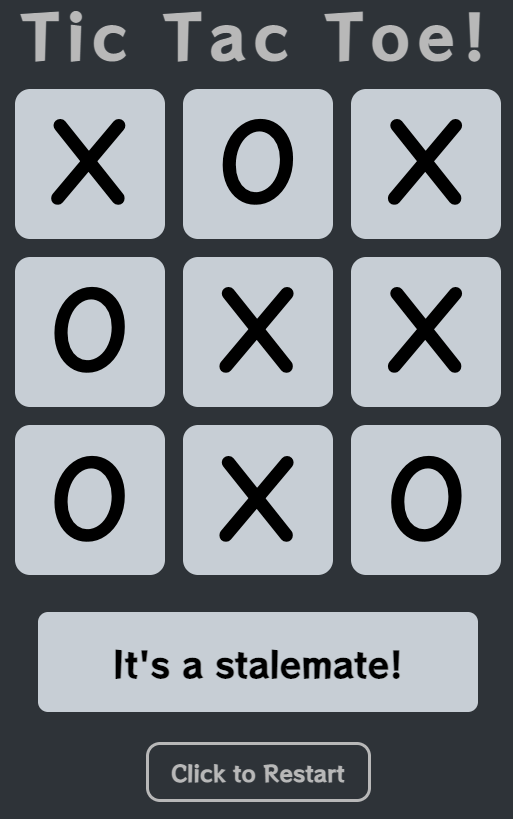 Tic Tac Toe!
X O X
O X X
O X O
It's a stalemate!
Click to Restart